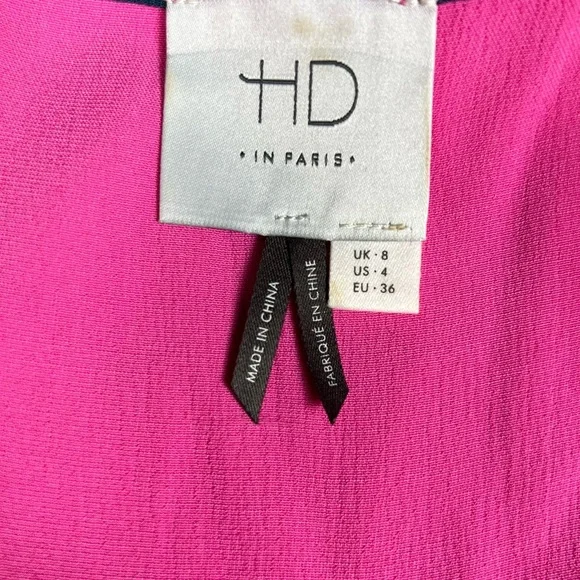 HD
• IN PARIS •
UK · 8
US · 4
EU · 36
MADE IN CHINA
FABRIQUÉ EN CHINE